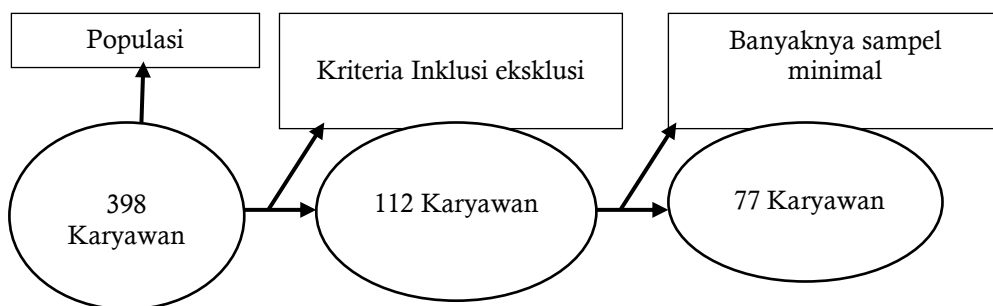 Populasi
Kriteria Inklusi eksklusi
Banyaknya sampel
minimal
398
Karyawan
112 Karyawan
77 Karyawan